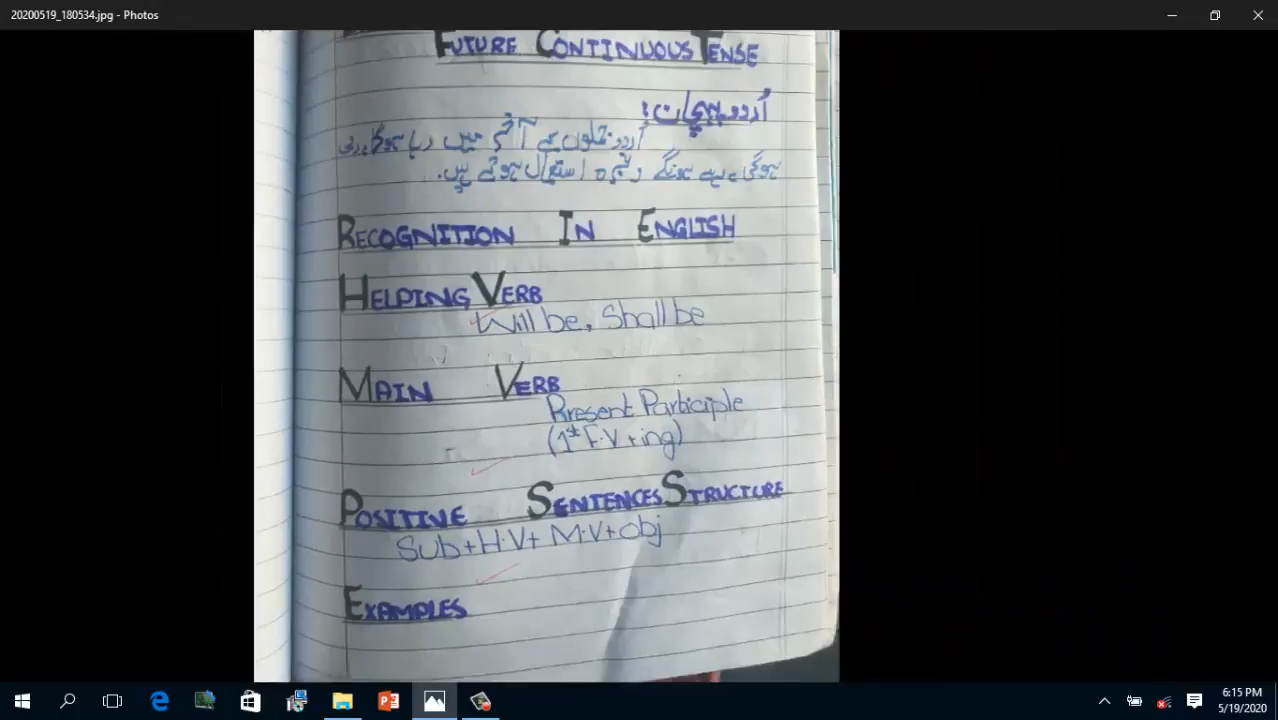 20200519_180534.jpg - Photos
FUTURE CONTINUOUS TENSE
اُردو پہچان:
اُردو جملوں کے آخر میں رہا ہوگا، رہی
ہوگی، رہے ہونگے وغیرہ استعمال ہوتے ہیں.
RECOGNITION IN ENGLISH
HELPING VERB
Will be, Shall be
MAIN VERB
Present Participle
(1st F.V + ing)
POSITIVE SENTENCES STRUCTURE
Sub + H.V + M.V + obj
EXAMPLES
6:15 PM
5/19/2020